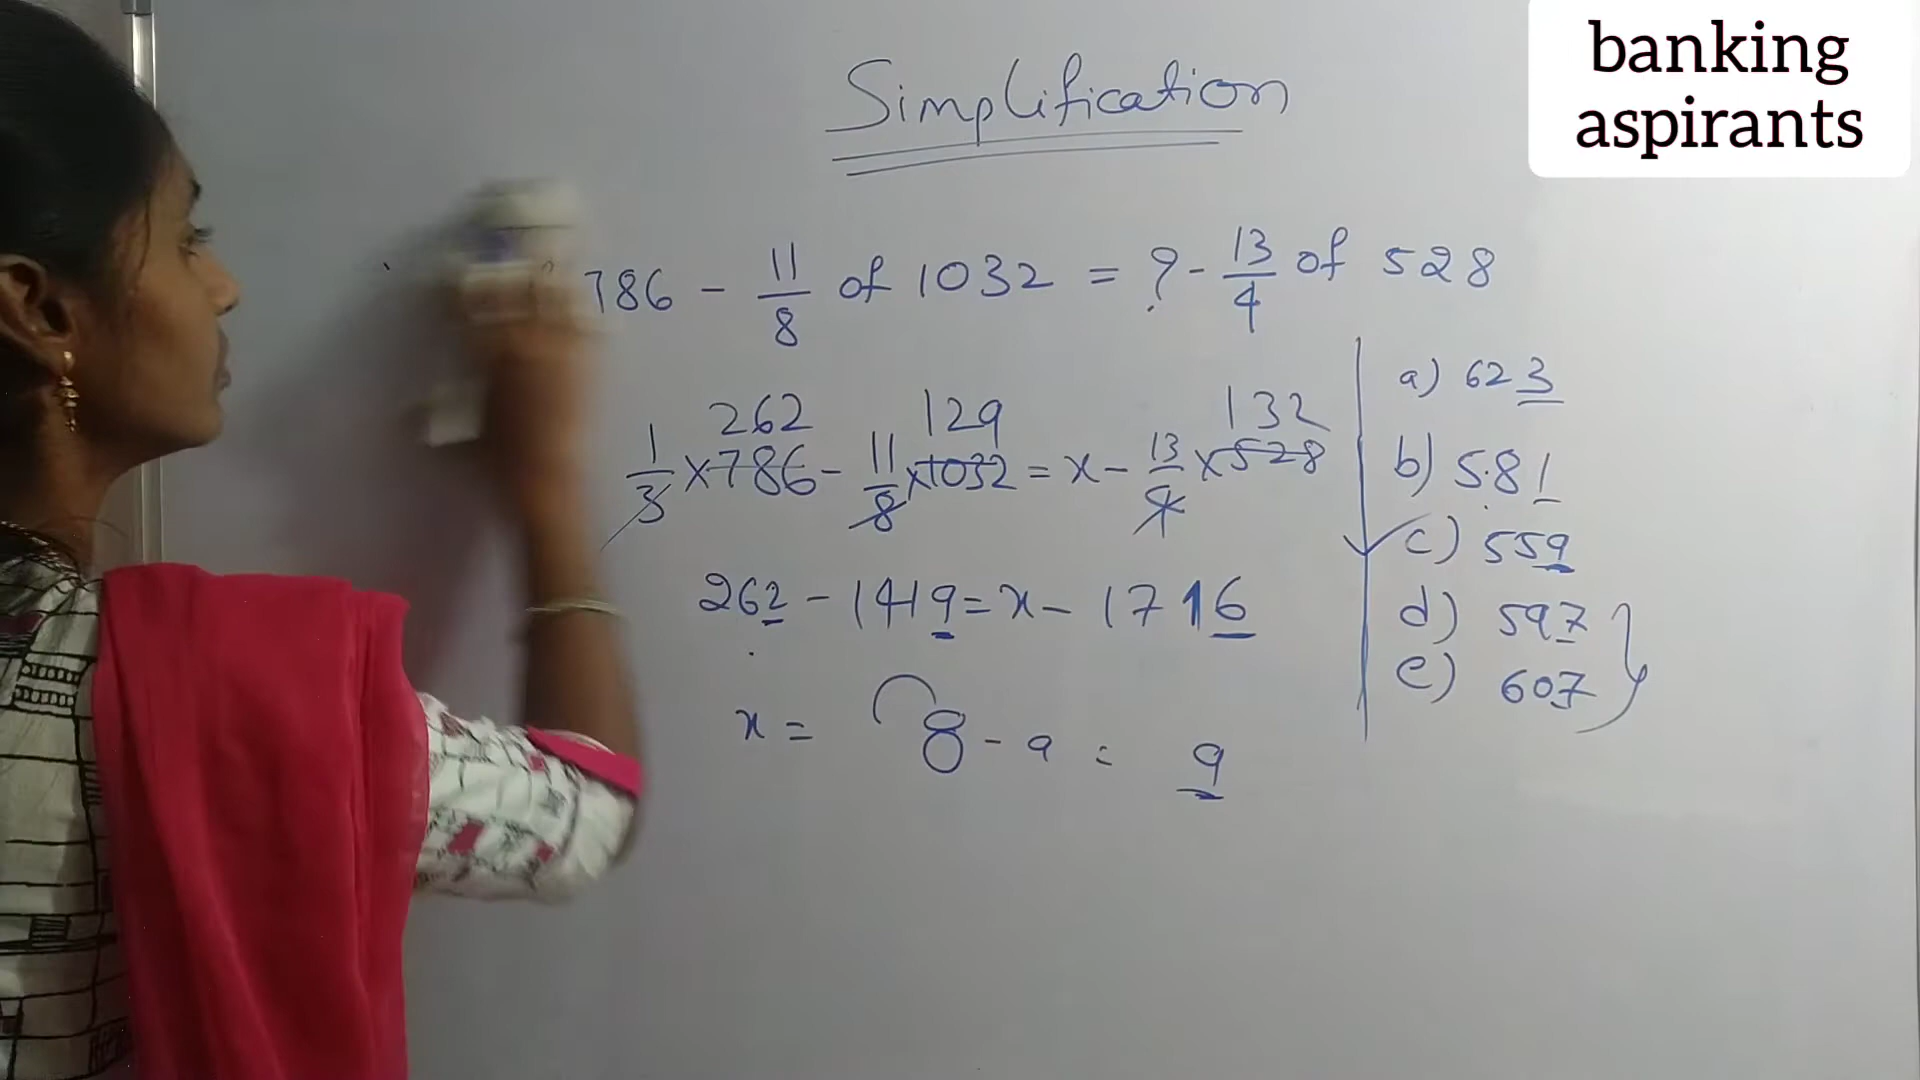 banking
aspirants
Simplification
786 - 11/8 of 1032 = ? - 13/4 of 528
262 129 132
1/3 x 786 - 11/8 x 1032 = x - 13/4 x 528
262 - 1419 = x - 1716
x = 8 - 9 = 9
a) 623
b) 581
c) 559
d) 597
e) 607